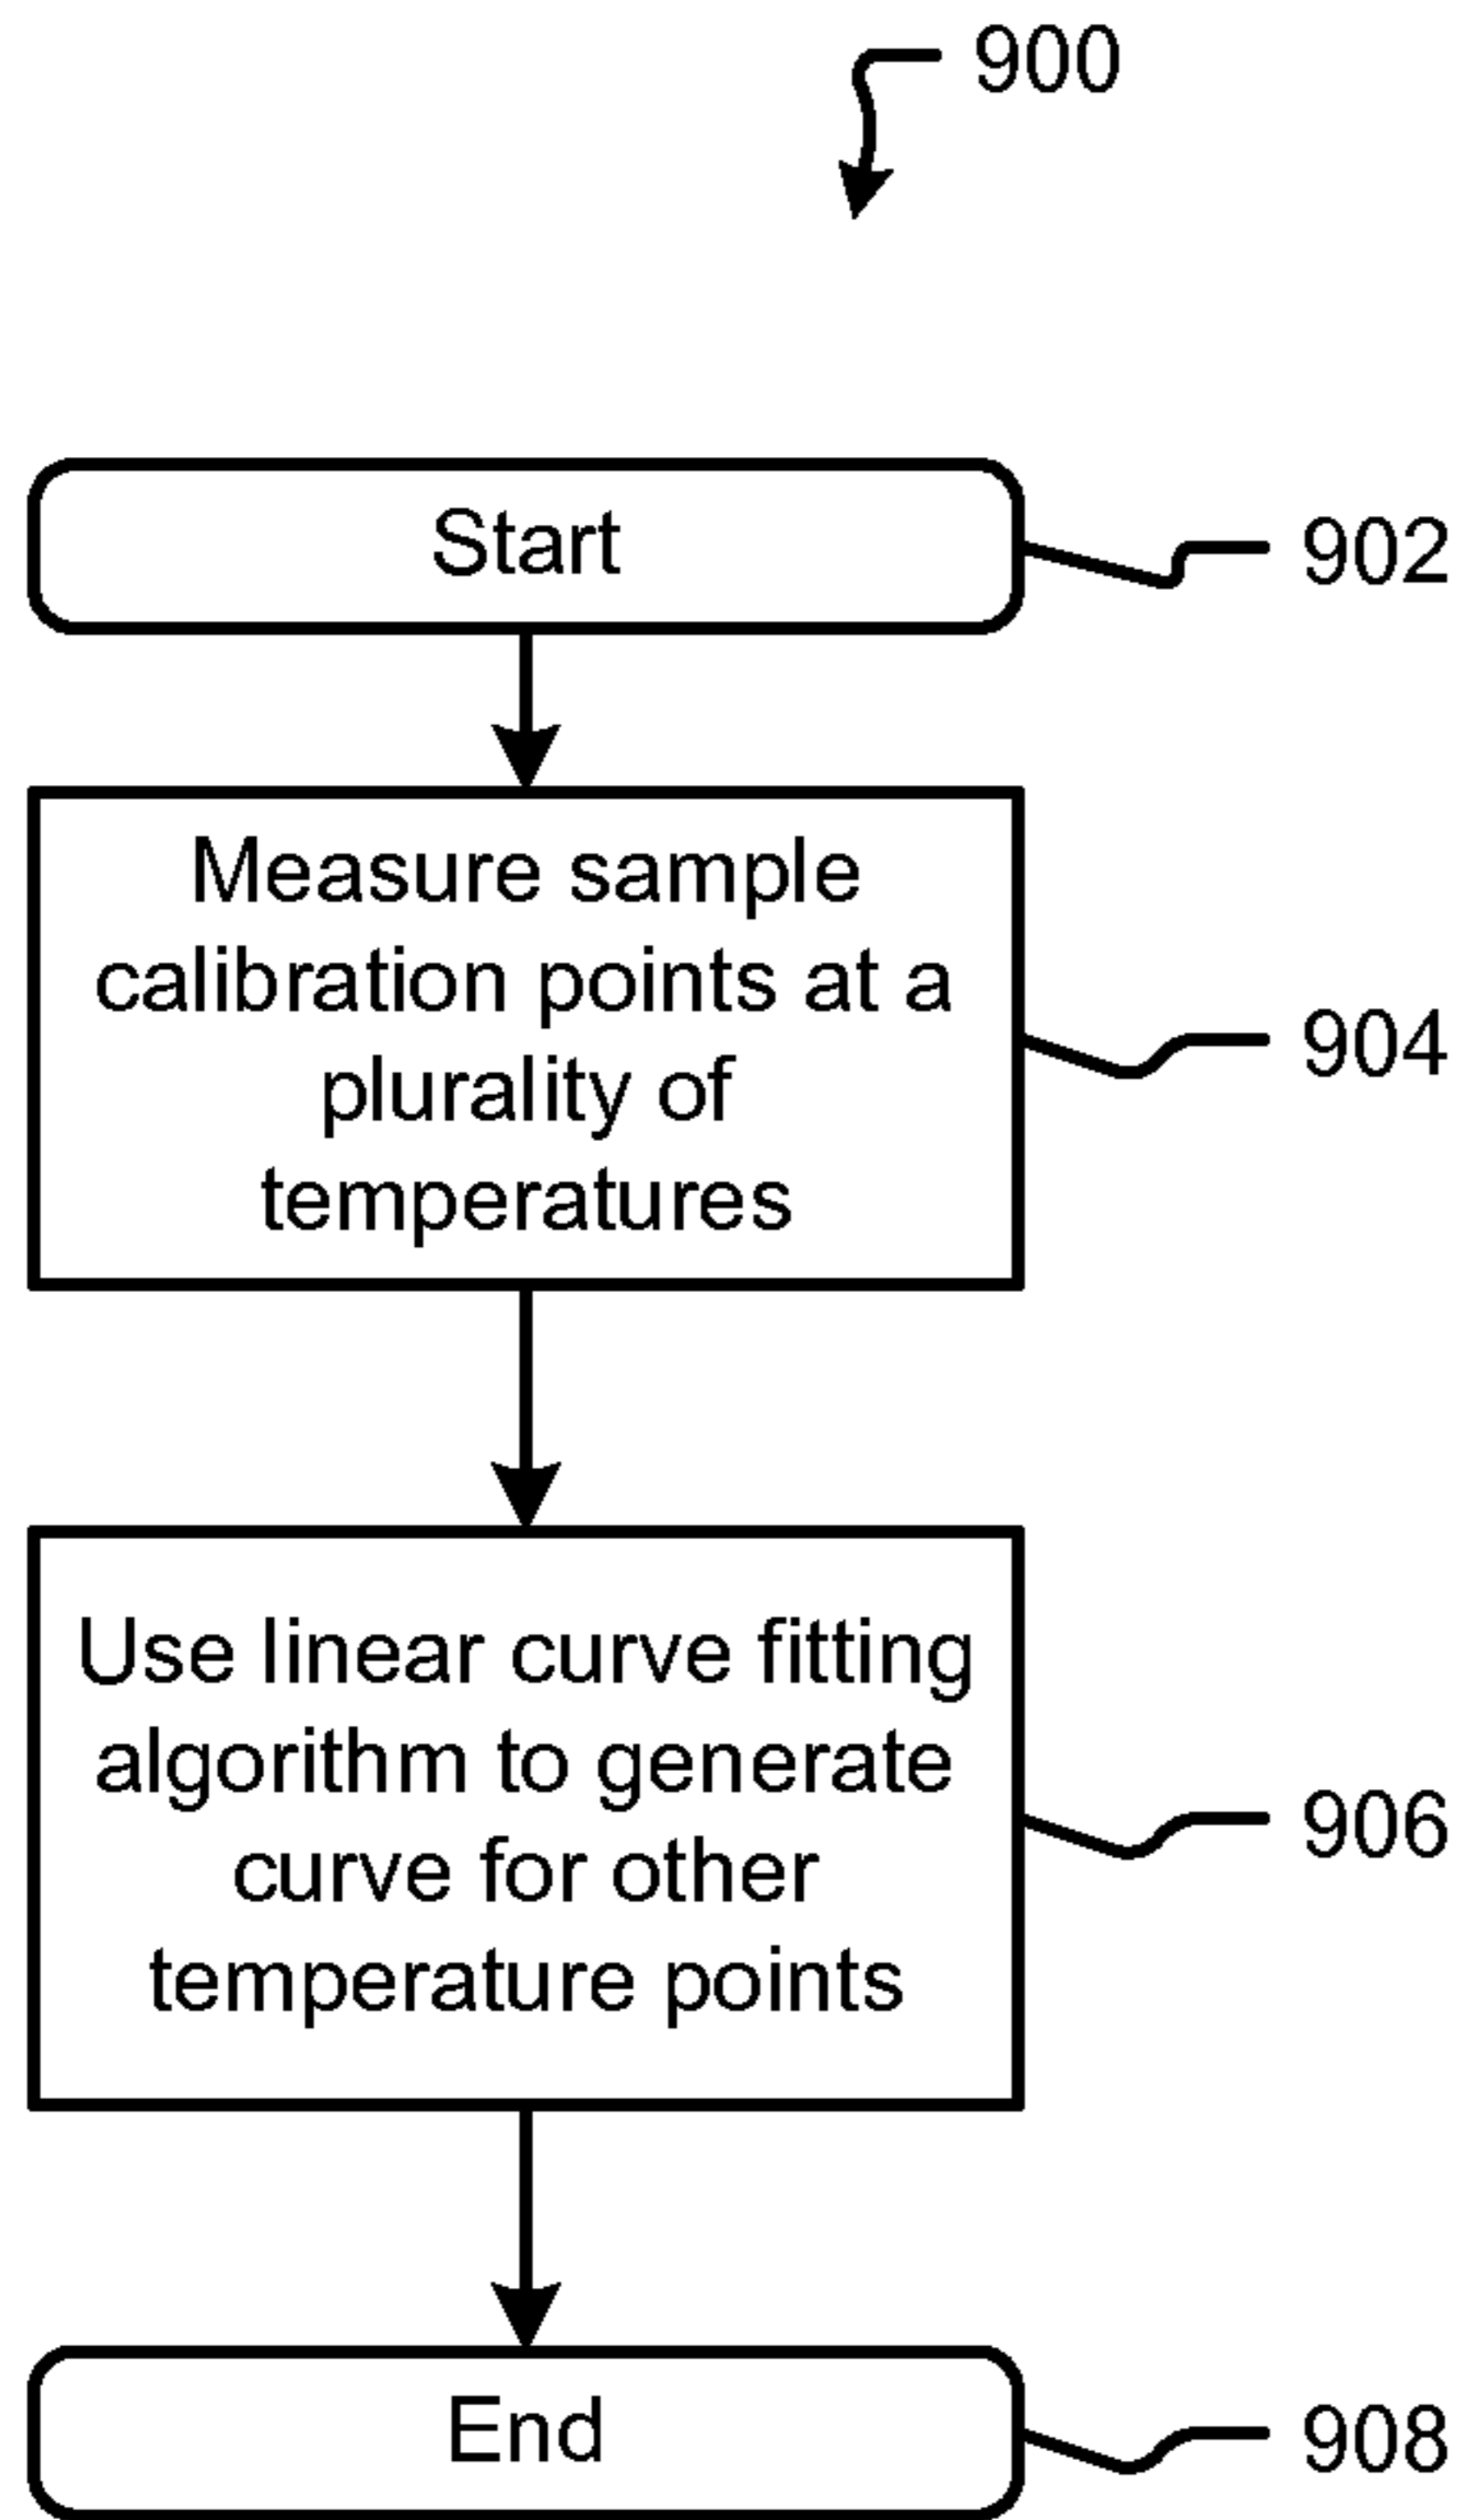 900
Start
902
Measure sample
calibration points at a
plurality of
temperatures
904
Use linear curve fitting
algorithm to generate
curve for other
temperature points
906
End
908